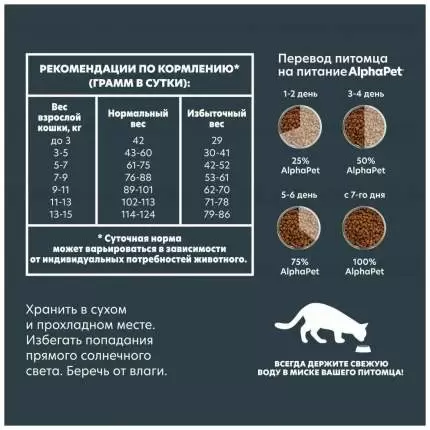 РЕКОМЕНДАЦИИ ПО КОРМЛЕНИЮ*
(ГРАММ В СУТКИ):
Вес взрослой кошки, кг | Нормальный вес | Избыточный вес
до 3 | 42 | 29
3-5 | 43-60 | 30-41
5-7 | 61-75 | 42-52
7-9 | 76-88 | 53-61
9-11 | 89-101 | 62-70
11-13 | 102-113 | 71-78
13-15 | 114-124 | 79-86
* Суточная норма
может варьироваться в зависимости
от индивидуальных потребностей животного.
Перевод питомца
на питание AlphaPet
1-2 день
3-4 день
25%
AlphaPet
50%
AlphaPet
5-6 день
с 7-го дня
75%
AlphaPet
100%
AlphaPet
Хранить в сухом
и прохладном месте.
Избегать попадания
прямого солнечного
света. Беречь от влаги.
ВСЕГДА ДЕРЖИТЕ СВЕЖУЮ
ВОДУ В МИСКЕ ВАШЕГО ПИТОМЦА!